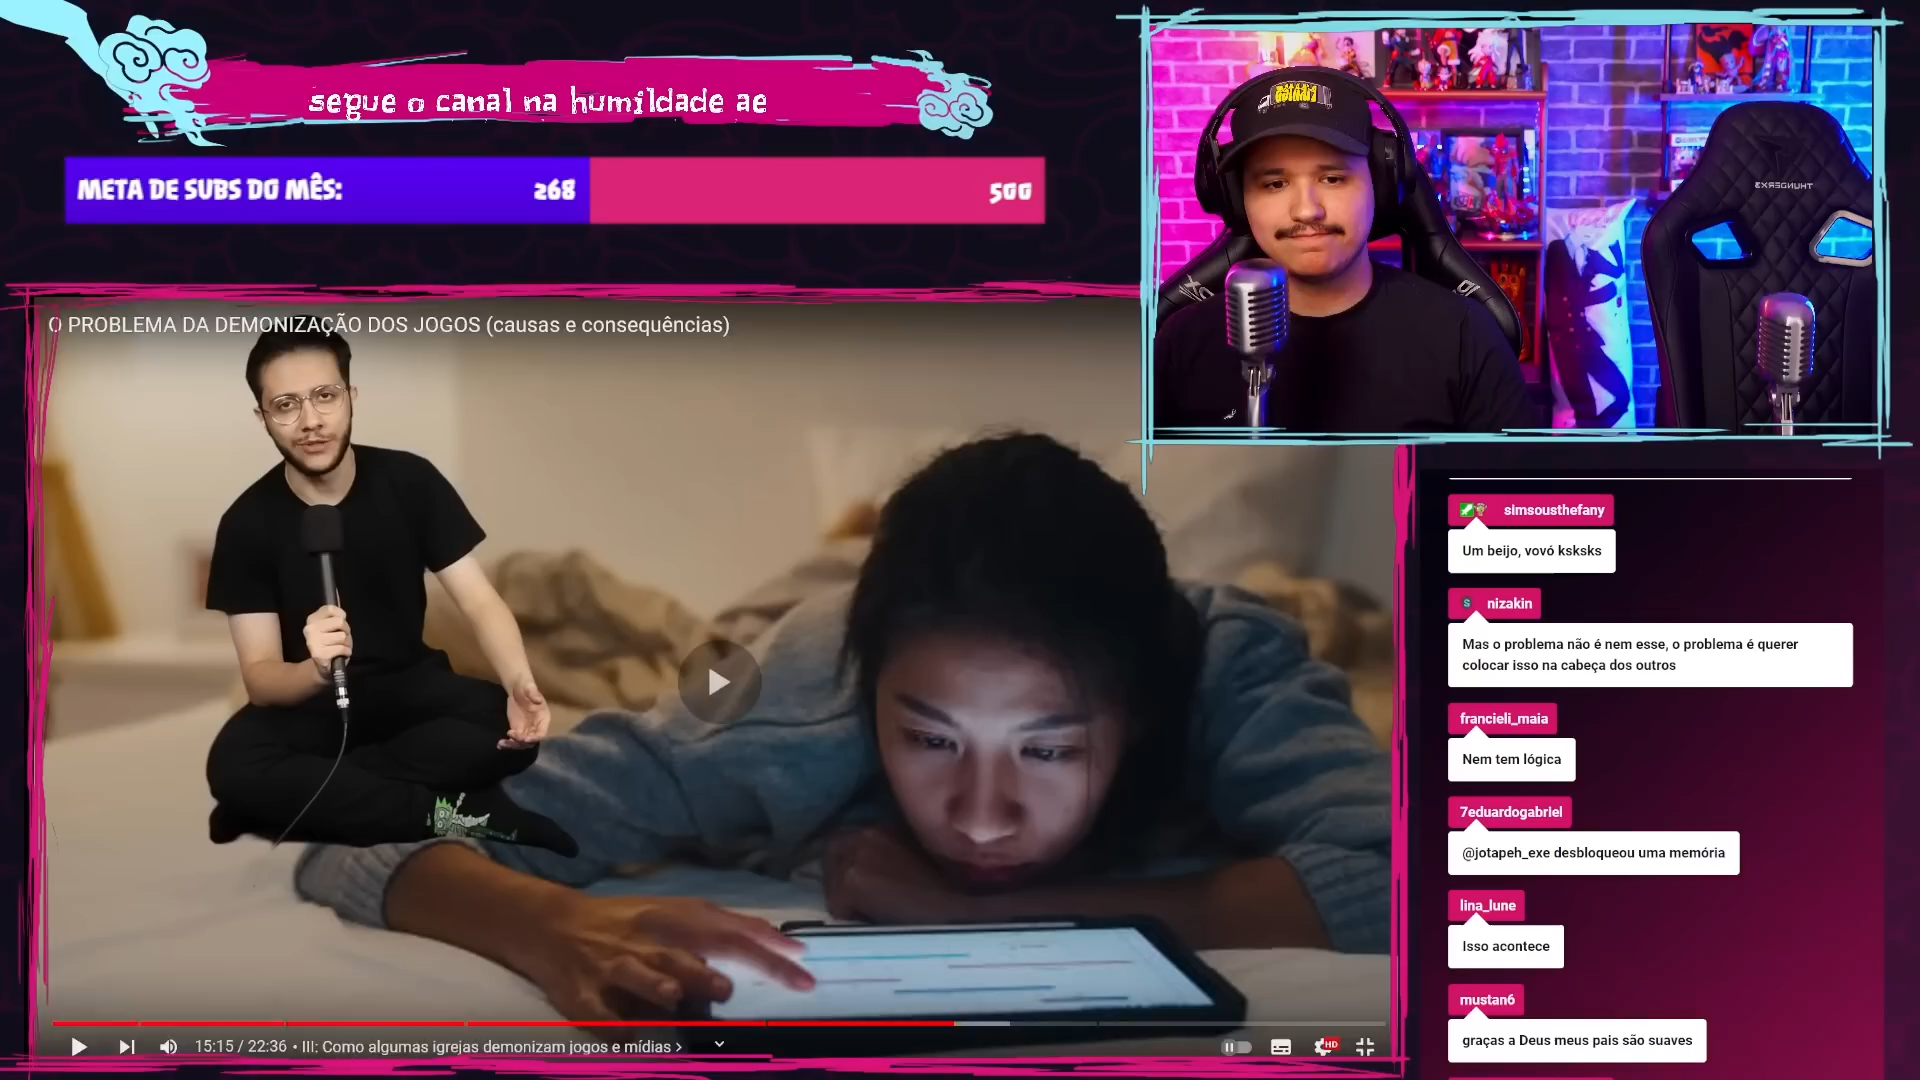 segue o canal na humildade ae
META DE SUBS DO MÊS:
268
500
O PROBLEMA DA DEMONIZAÇÃO DOS JOGOS (causas e consequências)
THUNDERX3
simsousthefany
Um beijo, vovó ksksks
nizakin
Mas o problema não é nem esse, o problema é querer
colocar isso na cabeça dos outros
francieli_maia
Nem tem lógica
7eduardogabriel
@jotapeh_exe desbloqueou uma memória
lina_lune
Isso acontece
mustan6
graças a Deus meus pais são suaves
15:15 / 22:36 • III: Como algumas igrejas demonizam jogos e mídias ›
HD